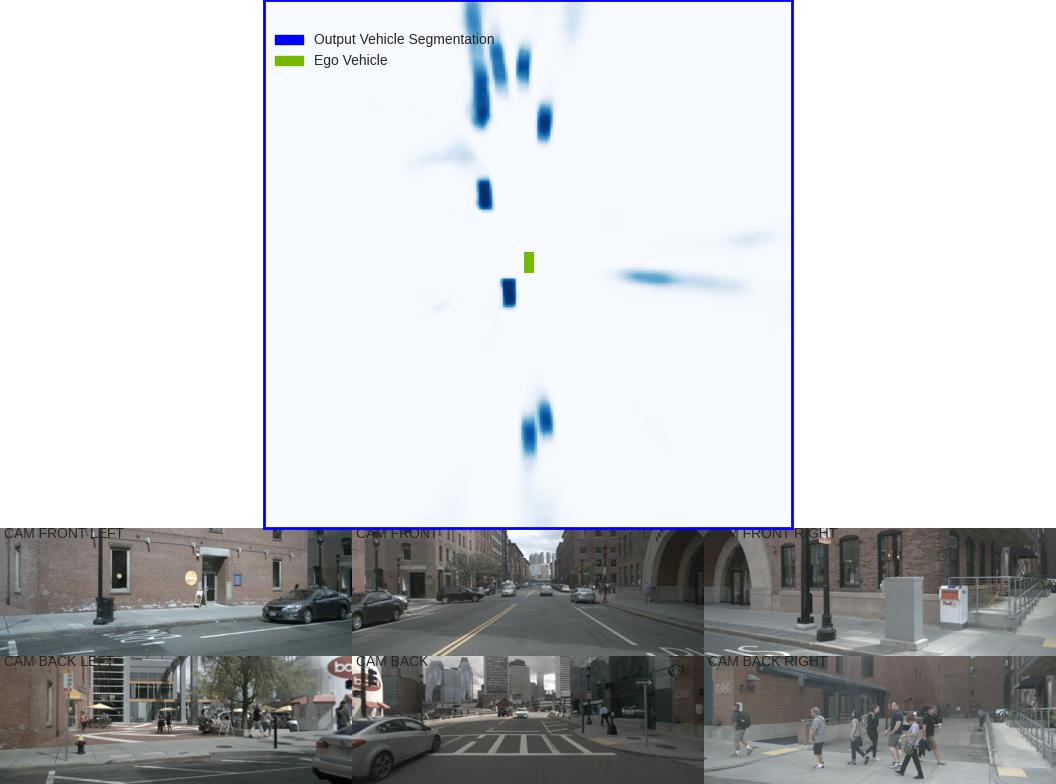 Output Vehicle Segmentation
Ego Vehicle
CAM FRONT LEFT
CAM FRONT
FRONT RIGHT
FedEx
CAM BACK LEFT
CAM BACK
CAM BACK RIGHT